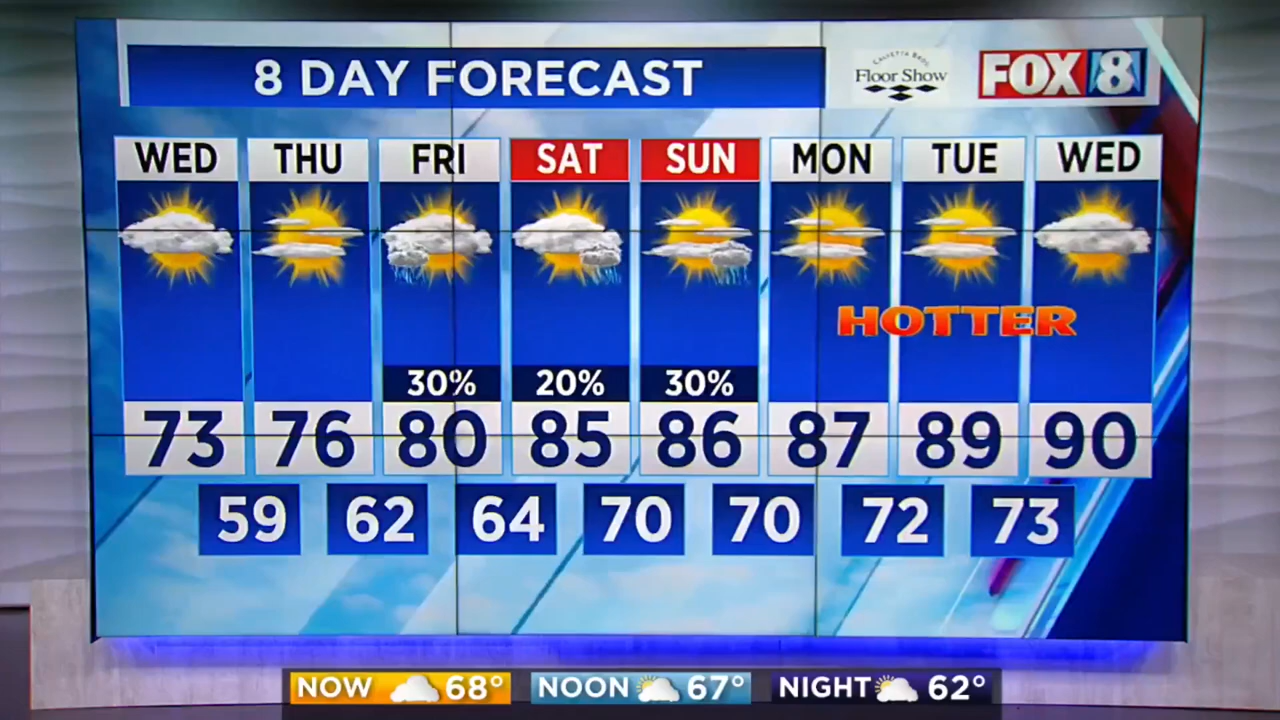 8 DAY FORECAST
CALVETTA BROS.
Floor Show
FOX 8
WED THU FRI SAT SUN MON TUE WED
HOTTER
30% 20% 30%
73 76 80 85 86 87 89 90
59 62 64 70 70 72 73
NOW 68° NOON 67° NIGHT 62°